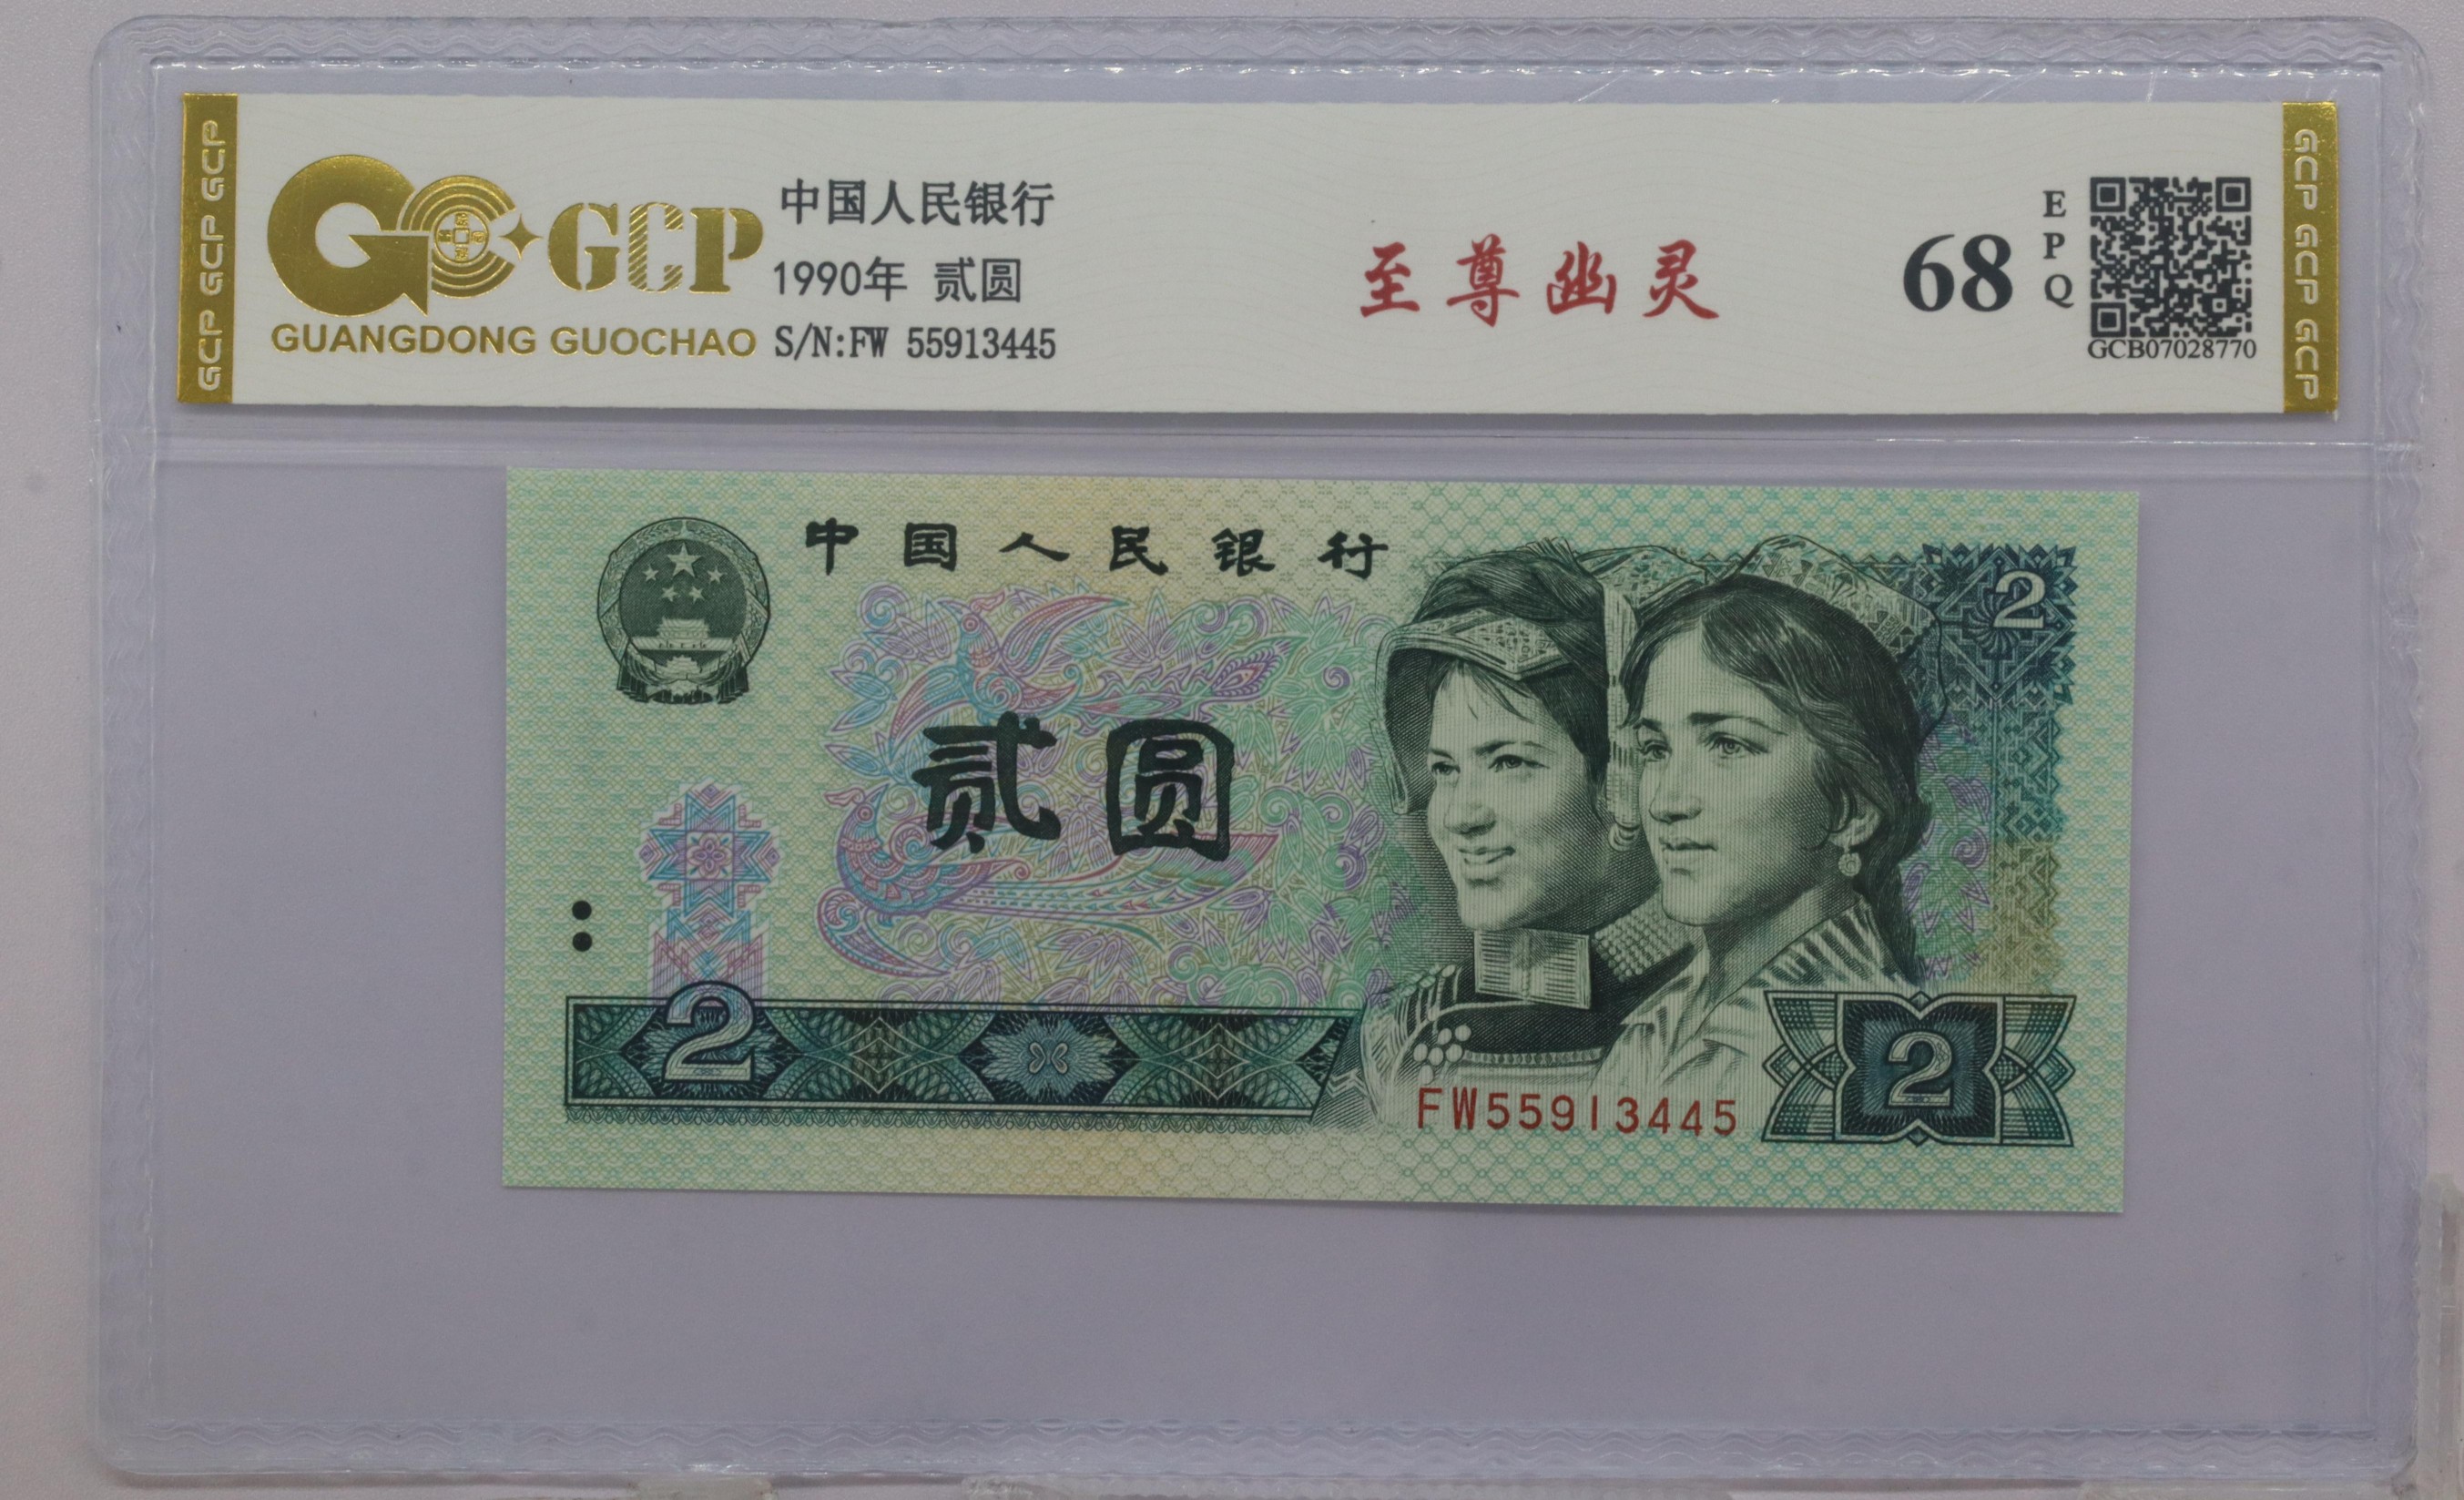 GCP GCP GCP
GCP
GUANGDONG GUOCHAO
中国人民银行
1990年 贰圆
S/N:FW 55913445
至尊幽灵
68
EPQ
GCB07028770
GCP GCP GCP
中国人民银行
2
贰圆
2
FW55913445
2